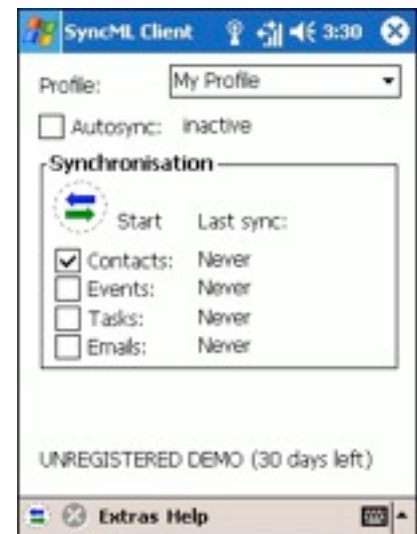 SyncML Client 3:30
Profile: My Profile
Autosync: inactive
Synchronisation
Start Last sync:
Contacts: Never
Events: Never
Tasks: Never
Emails: Never
UNREGISTERED DEMO (30 days left)
Extras Help